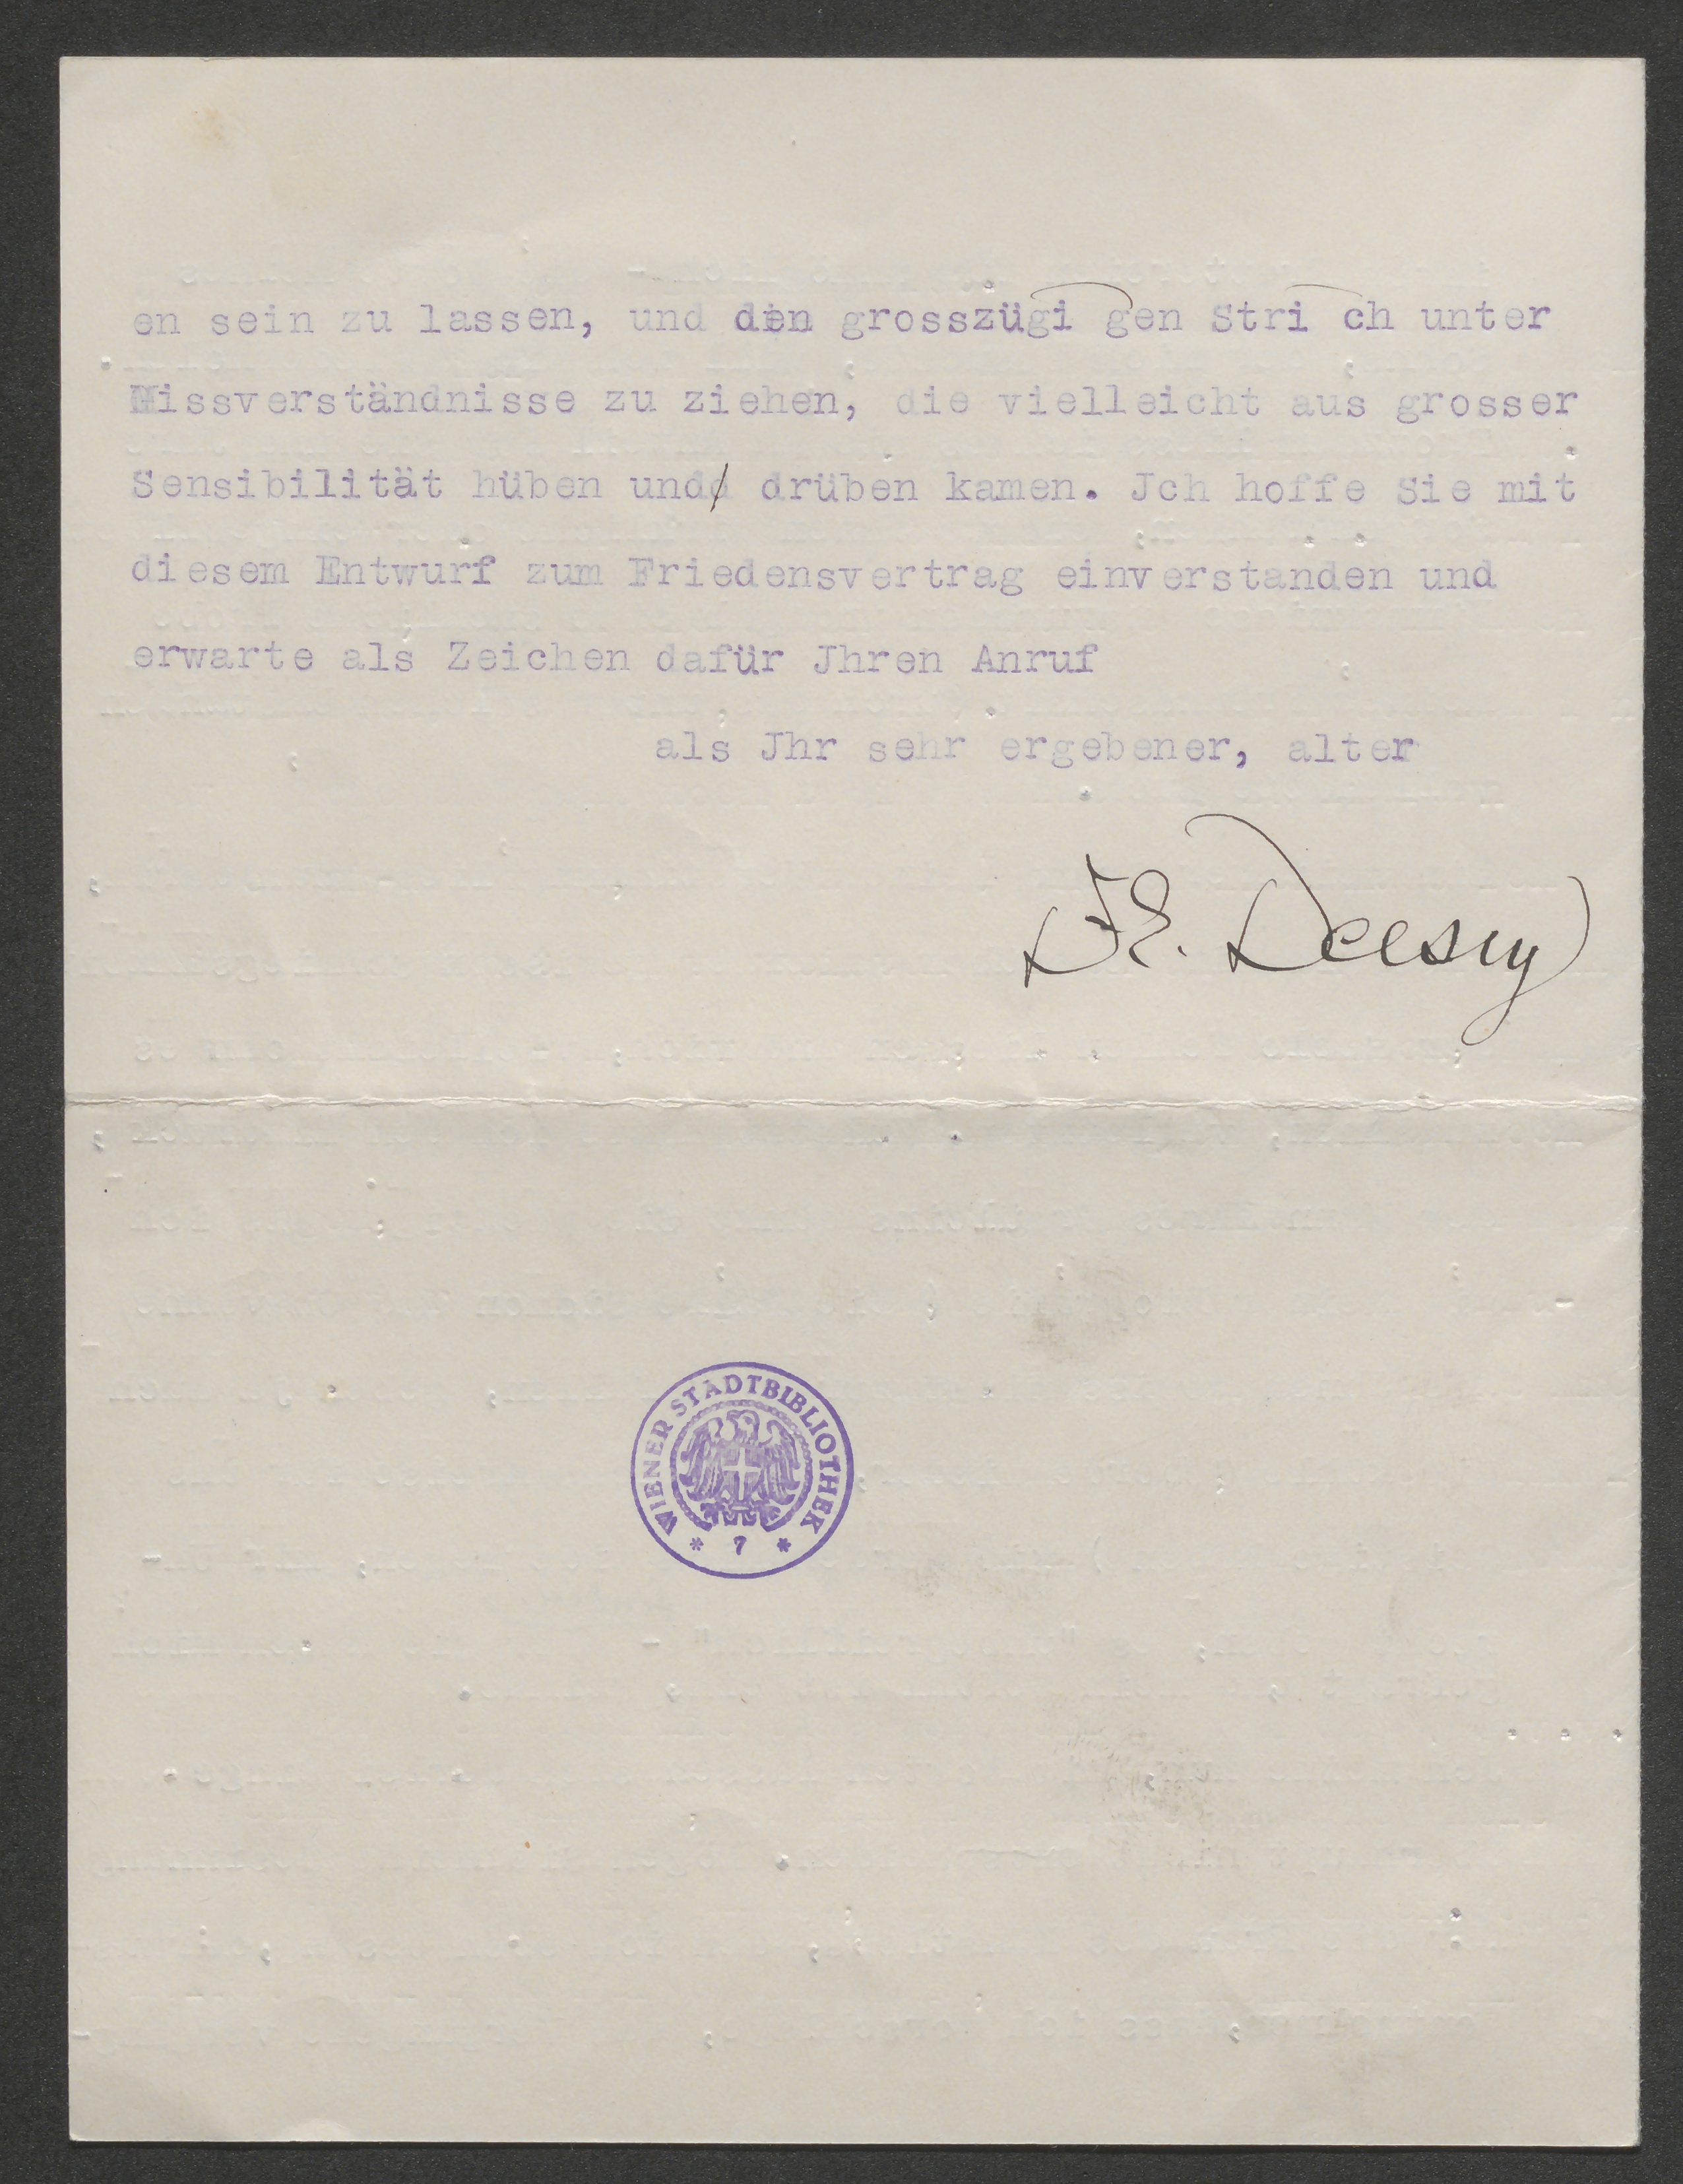 en sein zu lassen, und den grosszügi gen Stri ch unter
Missverständnisse zu ziehen, die vielleicht aus grosser
Sensibilität hüben und drüben kamen. Jch hoffe Sie mit
diesem Entwurf zum Friedensvertrag einverstanden und
erwarte als Zeichen dafür Jhren Anruf
als Jhr sehr ergebener, alter
WIENER STADTBIBLIOTHEK
* 7 *